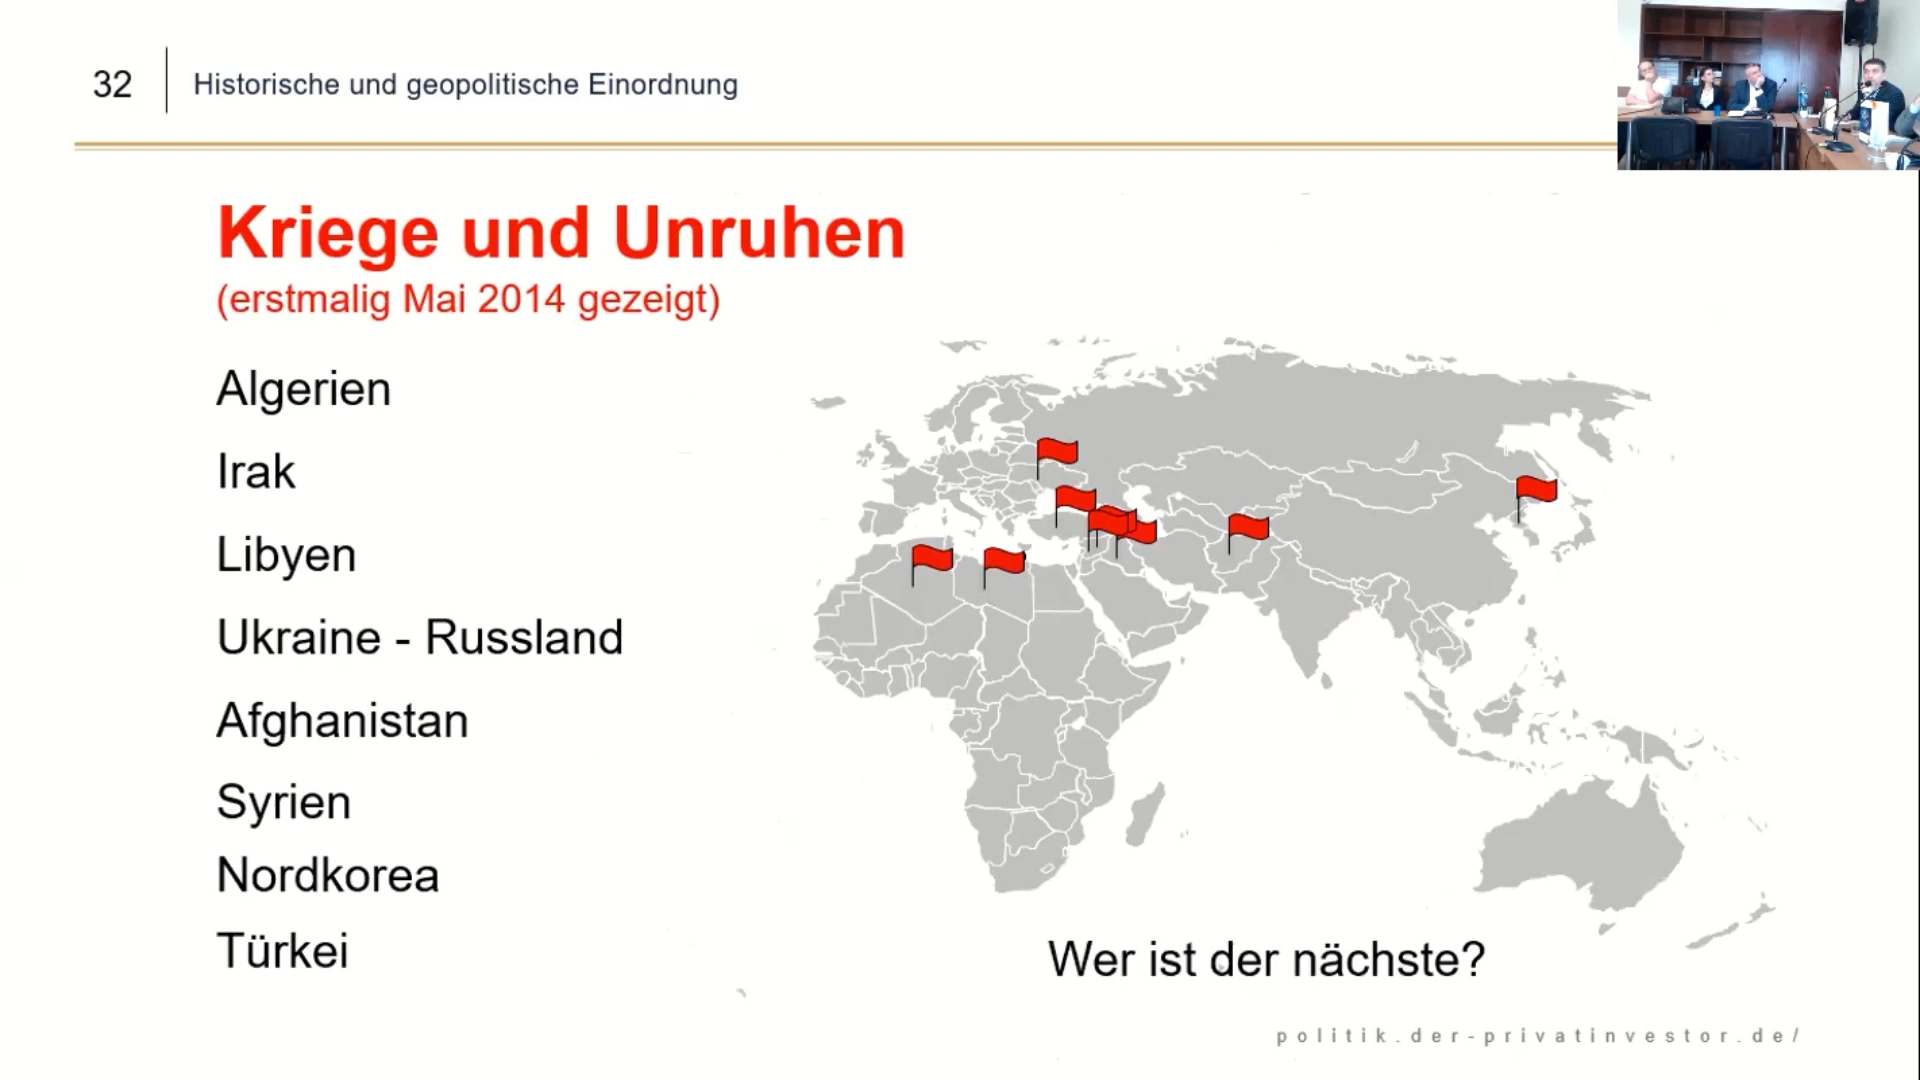 32
Historische und geopolitische Einordnung
Kriege und Unruhen
(erstmalig Mai 2014 gezeigt)
Algerien
Irak
Libyen
Ukraine - Russland
Afghanistan
Syrien
Nordkorea
Türkei
Wer ist der nächste?
politik.der-privatinvestor.de/